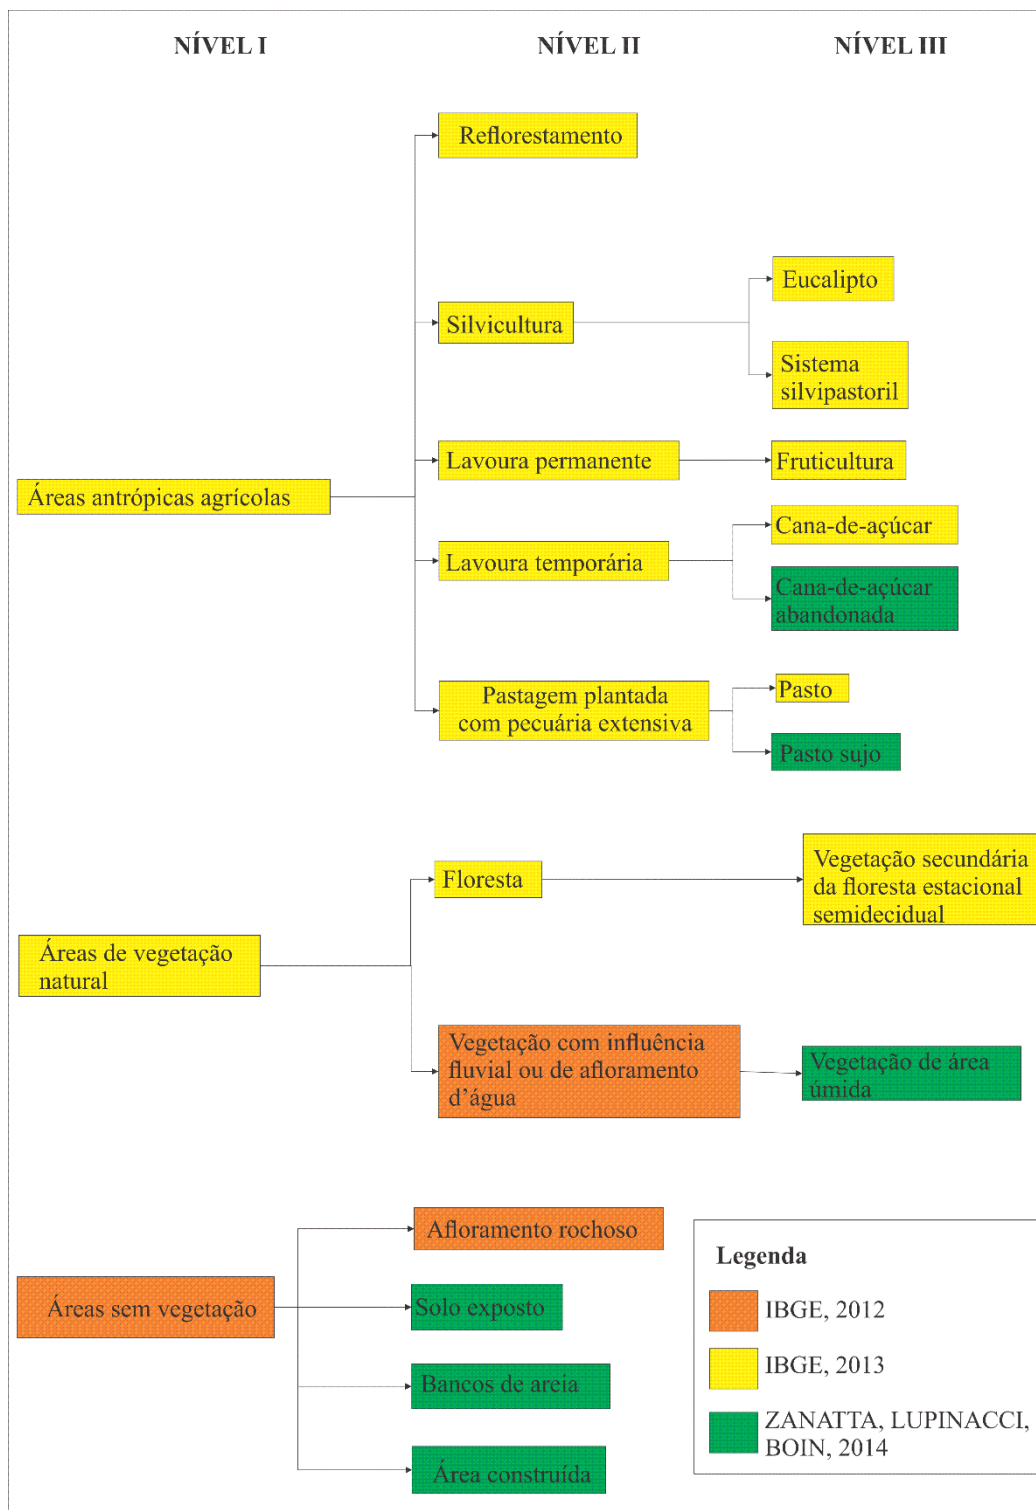 NÍVEL I
NÍVEL II
NÍVEL III
Reflorestamento
Eucalipto
Silvicultura
Sistema
silvipastoril
Lavoura permanente
Fruticultura
Áreas antrópicas agrícolas
Cana-de-açúcar
Lavoura temporária
Cana-de-açúcar
abandonada
Pastagem plantada
com pecuária extensiva
Pasto
Pasto sujo
Floresta
Vegetação secundária
da floresta estacional
semidecidual
Áreas de vegetação
natural
Vegetação com influência
fluvial ou de afloramento
d’água
Vegetação de área
úmida
Afloramento rochoso
Áreas sem vegetação
Solo exposto
Bancos de areia
Área construída
Legenda
IBGE, 2012
IBGE, 2013
ZANATTA, LUPINACCI,
BOIN, 2014